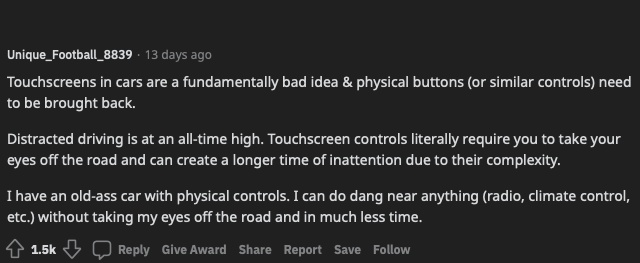 Unique_Football_8839 · 13 days ago
Touchscreens in cars are a fundamentally bad idea & physical buttons (or similar controls) need
to be brought back.
Distracted driving is at an all-time high. Touchscreen controls literally require you to take your
eyes off the road and can create a longer time of inattention due to their complexity.
I have an old-ass car with physical controls. I can do dang near anything (radio, climate control,
etc.) without taking my eyes off the road and in much less time.
1.5k Reply Give Award Share Report Save Follow